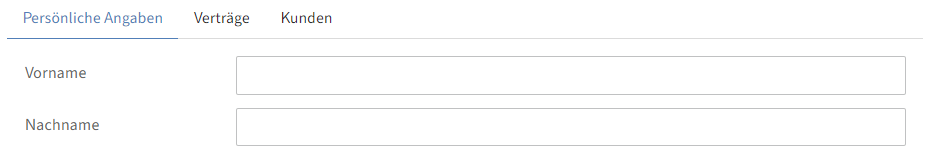 Persönliche Angaben Verträge Kunden
Vorname
Nachname